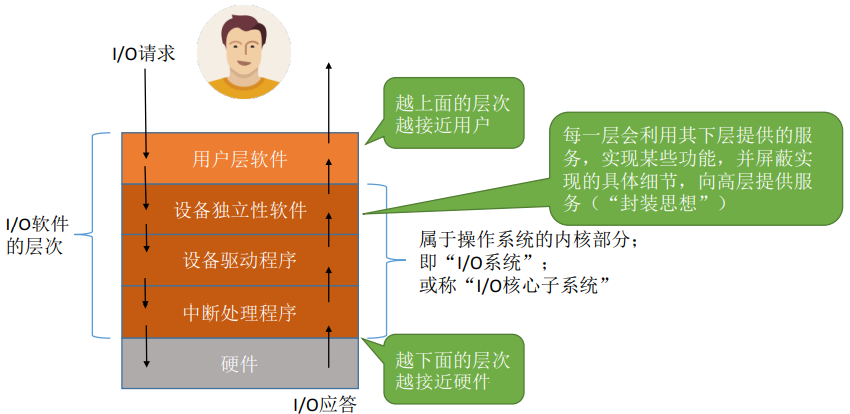 I/O请求
越上面的层次
越接近用户
每一层会利用其下层提供的服
务，实现某些功能，并屏蔽实
现的具体细节，向高层提供服
务（“封装思想”）
用户层软件
设备独立性软件
设备驱动程序
中断处理程序
硬件
I/O软件
的层次
属于操作系统的内核部分；
即“I/O系统”；
或称“I/O核心子系统”
越下面的层次
越接近硬件
I/O应答